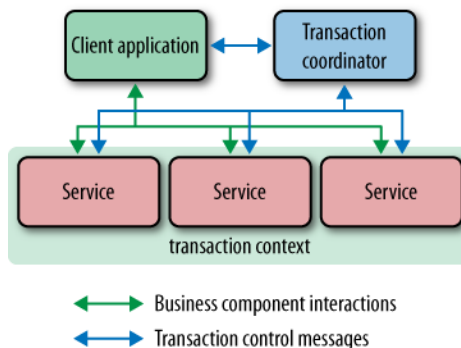 Client application
Transaction
coordinator
Service
Service
Service
transaction context
Business component interactions
Transaction control messages